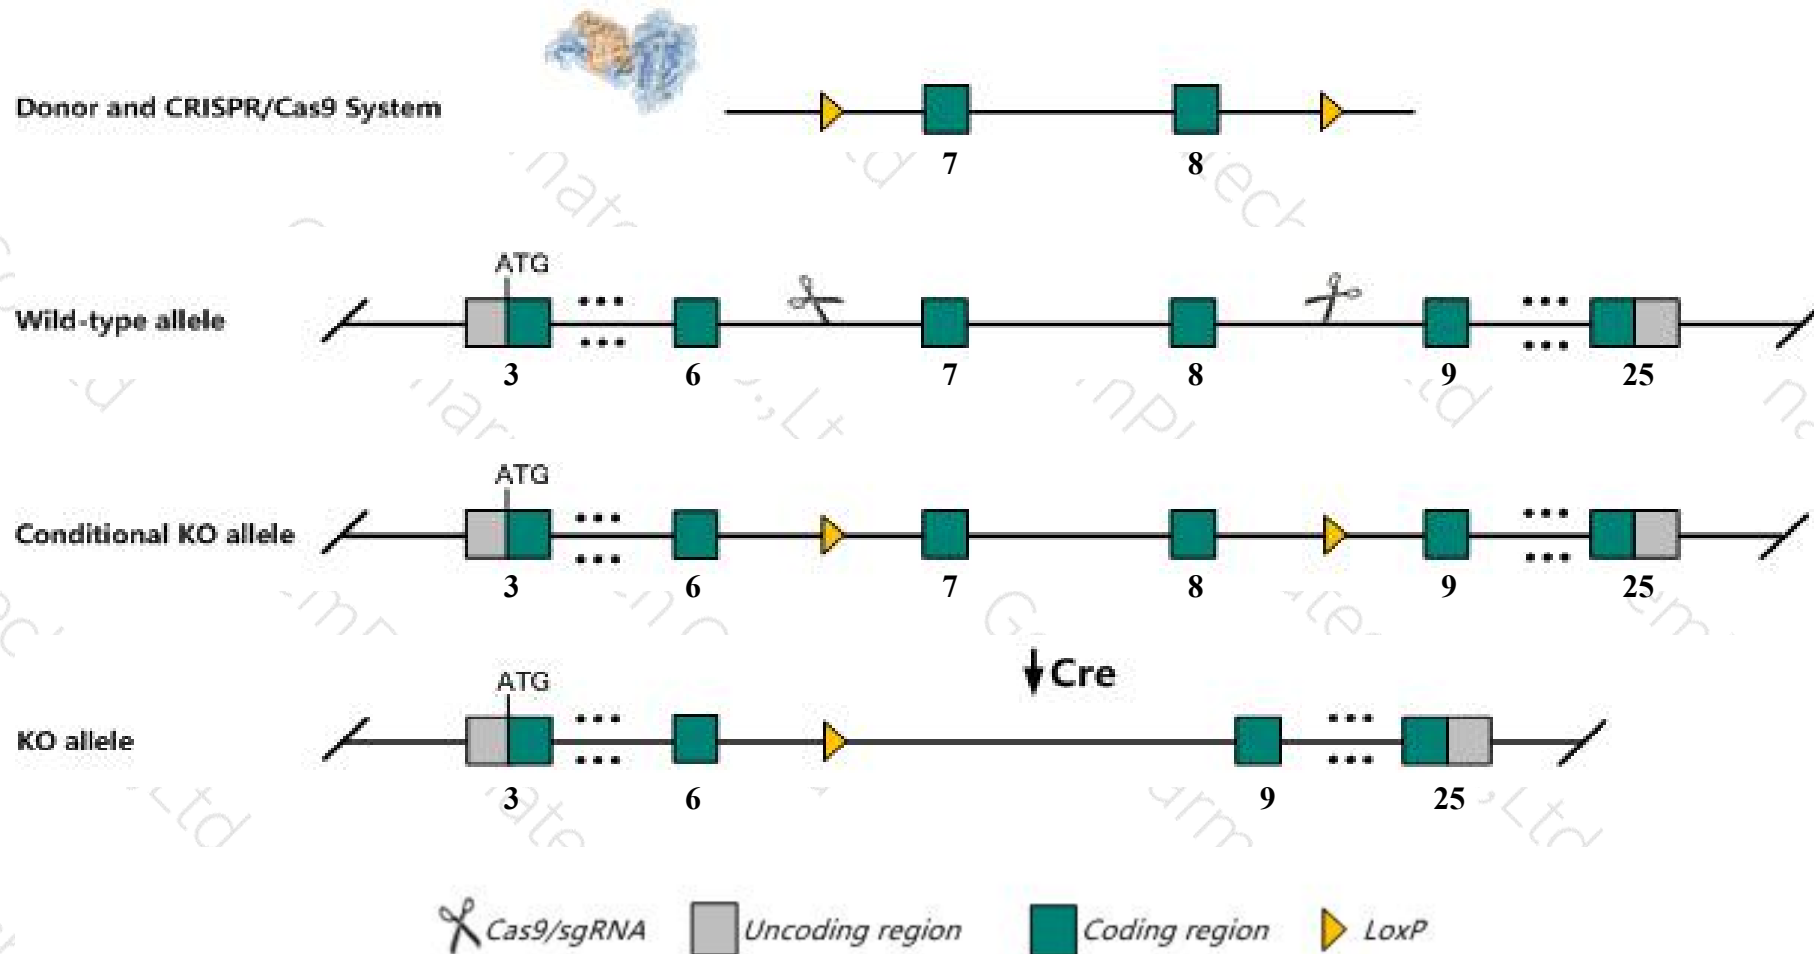 Donor and CRISPR/Cas9 System
7 8
ATG
Wild-type allele
3 6 7 8 9 25
ATG
Conditional KO allele
3 6 7 8 9 25
Cre
ATG
KO allele
3 6 9 25
Cas9/sgRNA Uncoding region Coding region LoxP